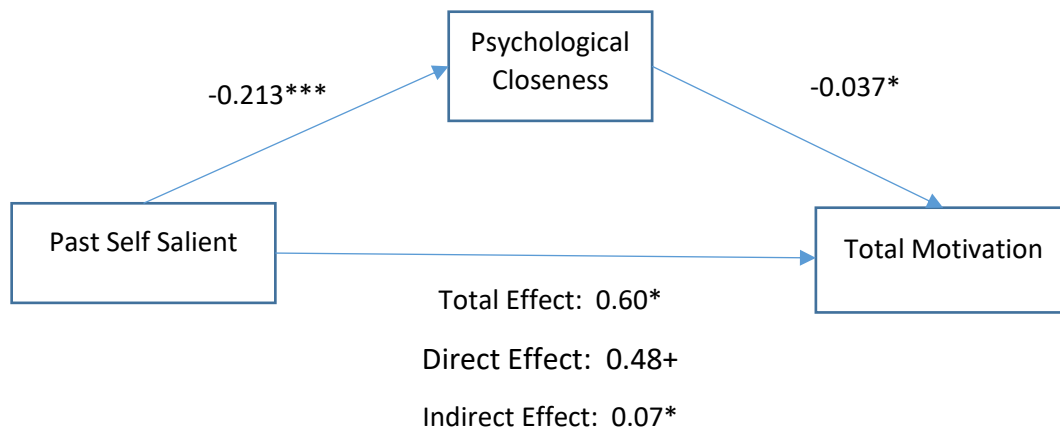 Psychological
Closeness
-0.213***
-0.037*
Past Self Salient
Total Motivation
Total Effect: 0.60*
Direct Effect: 0.48+
Indirect Effect: 0.07*